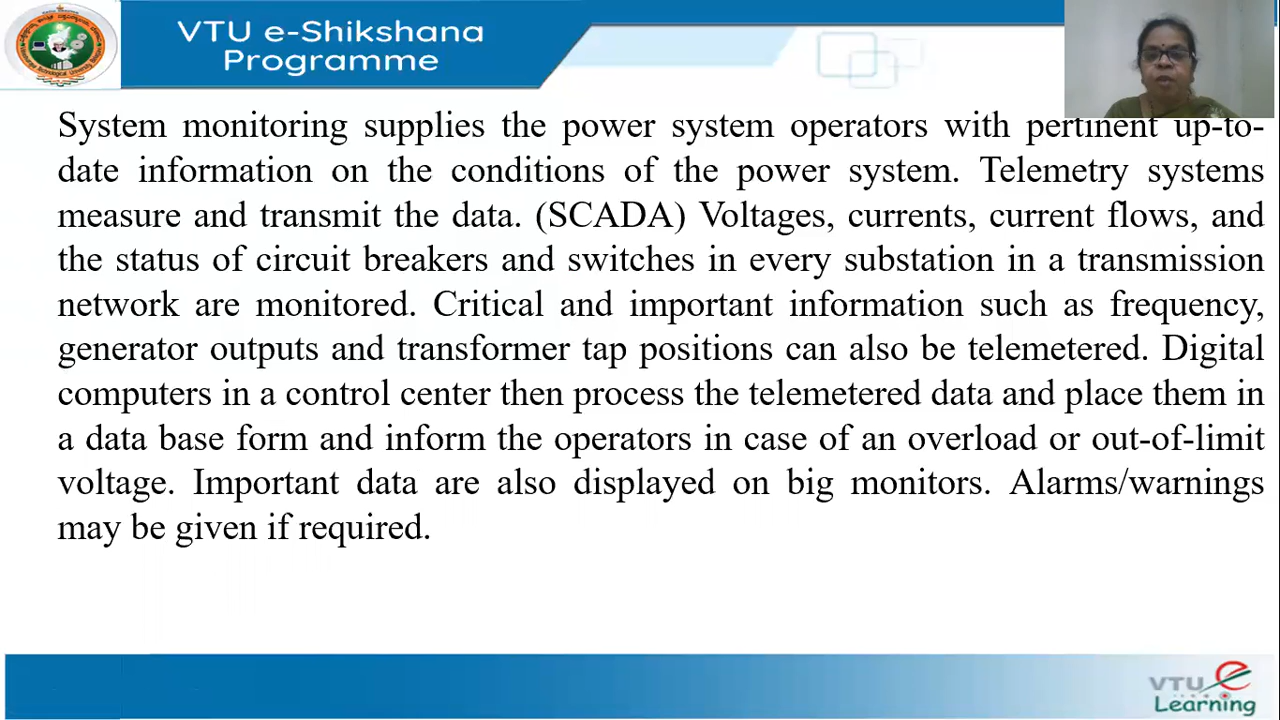 VTU e-Shikshana
Programme
System monitoring supplies the power system operators with pertinent up-to-
date information on the conditions of the power system. Telemetry systems
measure and transmit the data. (SCADA) Voltages, currents, current flows, and
the status of circuit breakers and switches in every substation in a transmission
network are monitored. Critical and important information such as frequency,
generator outputs and transformer tap positions can also be telemetered. Digital
computers in a control center then process the telemetered data and place them in
a data base form and inform the operators in case of an overload or out-of-limit
voltage. Important data are also displayed on big monitors. Alarms/warnings
may be given if required.
VTU e
Learning